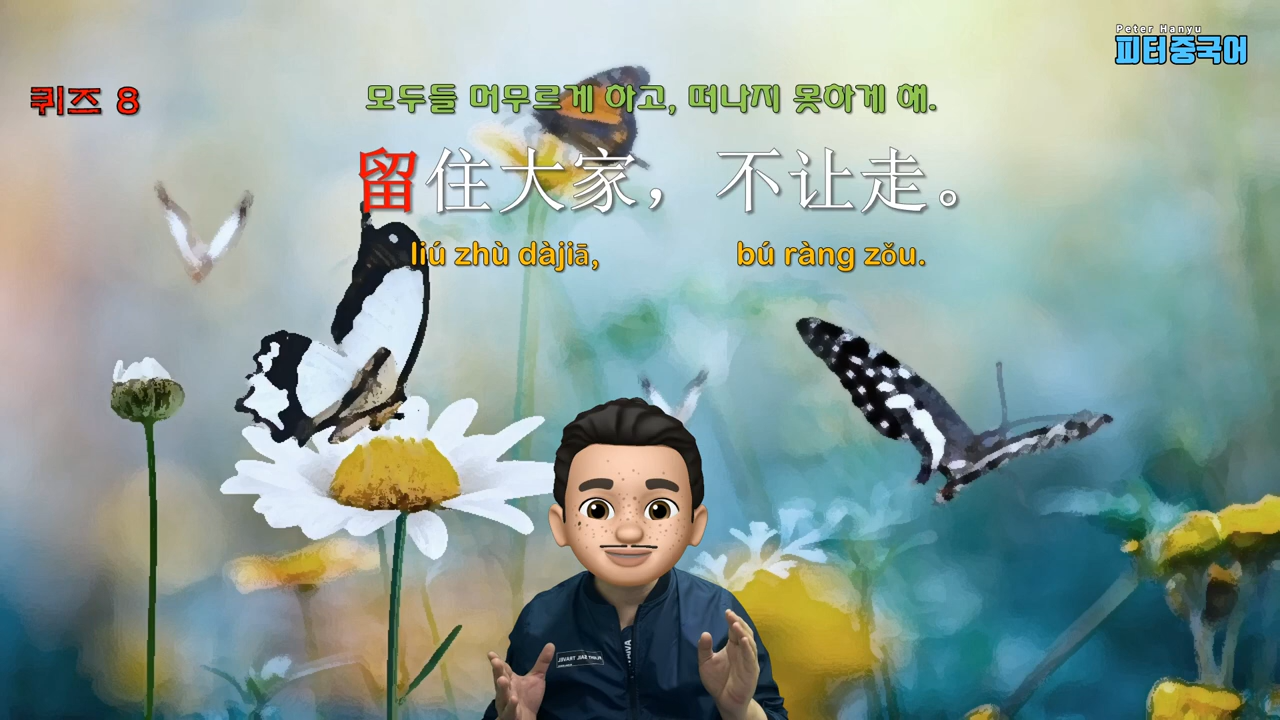 Peter Hanyu
피터 중국어
퀴즈 8
모두들 머무르게 하고, 떠나지 못하게 해.
留住大家，不让走。
liú zhù dàjiā, bú ràng zǒu.